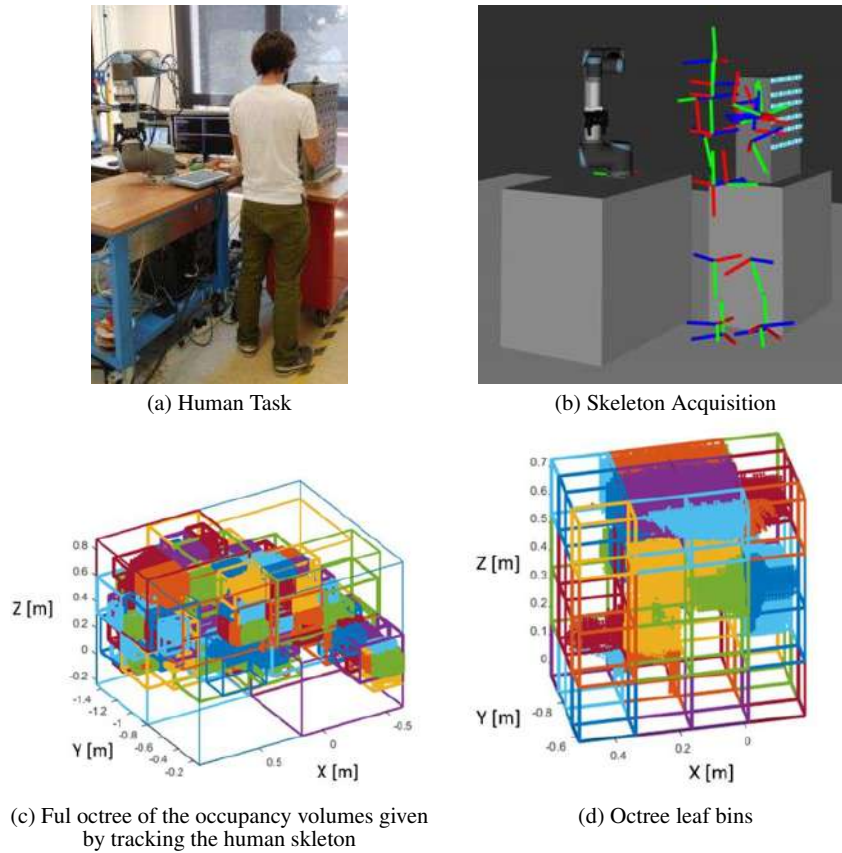 (a) Human Task
(b) Skeleton Acquisition
0.8
0.6
0.4
0.2
0
-0.2
Z [m]
-1.4
-1.2
-1
-0.8
-0.6
-0.4
-0.2
Y [m]
0.5
0
-0.5
X [m]
0.7
0.6
0.5
0.4
0.3
0.2
0.1
0
Z [m]
-0.8
-0.6
Y [m]
0.4
0.2
0
X [m]
(c) Ful octree of the occupancy volumes given
by tracking the human skleton
(d) Octree leaf bins